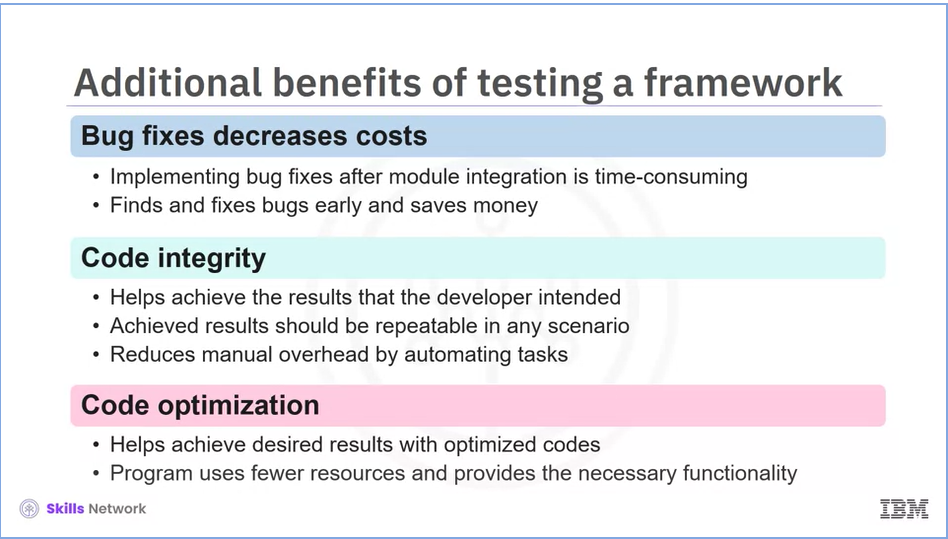 Additional benefits of testing a framework
Bug fixes decreases costs
• Implementing bug fixes after module integration is time-consuming
• Finds and fixes bugs early and saves money
Code integrity
• Helps achieve the results that the developer intended
• Achieved results should be repeatable in any scenario
• Reduces manual overhead by automating tasks
Code optimization
• Helps achieve desired results with optimized codes
• Program uses fewer resources and provides the necessary functionality
Skills Network
IBM